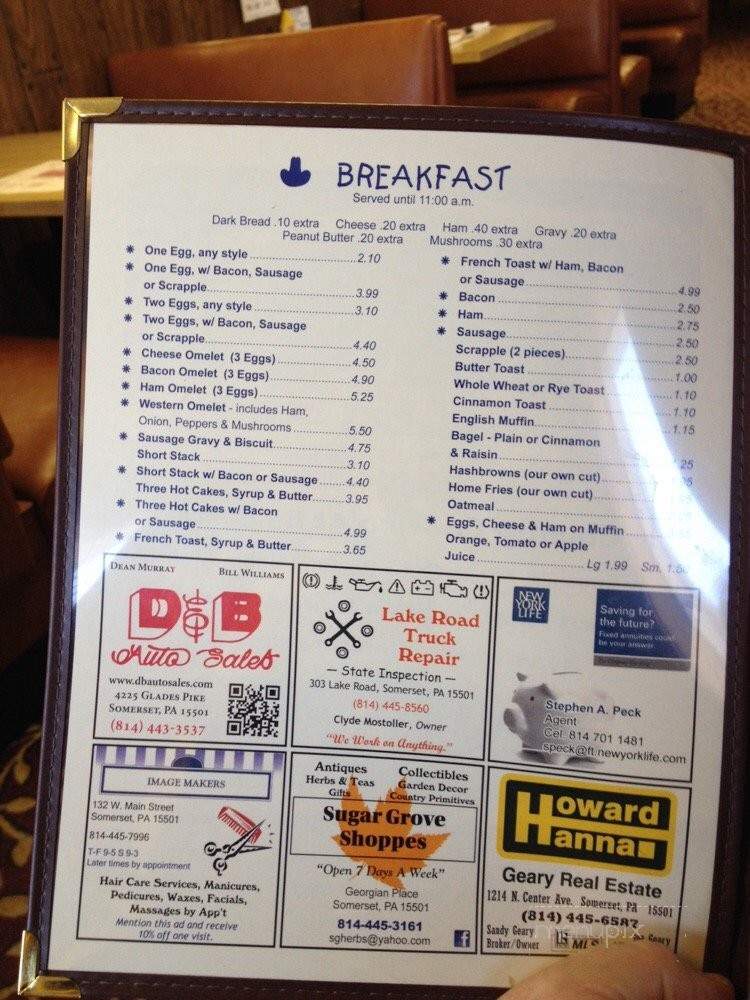 BREAKFAST
Served until 11:00 a.m.
Dark Bread .10 extra Cheese .20 extra Ham .40 extra Gravy .20 extra
Peanut Butter .20 extra Mushrooms .30 extra
* One Egg, any style 2.10
* One Egg, w/ Bacon, Sausage
or Scrapple 3.99
* Two Eggs, any style 3.10
* Two Eggs, w/ Bacon, Sausage
or Scrapple 4.40
* Cheese Omelet (3 Eggs) 4.50
* Bacon Omelet (3 Eggs) 4.90
* Ham Omelet (3 Eggs) 5.25
* Western Omelet - includes Ham,
Onion, Peppers & Mushrooms 5.50
* Sausage Gravy & Biscuit 4.75
Short Stack 3.10
* Short Stack w/ Bacon or Sausage 4.40
Three Hot Cakes, Syrup & Butter 3.95
* Three Hot Cakes w/ Bacon
or Sausage 4.99
* French Toast, Syrup & Butter 3.65
* French Toast w/ Ham, Bacon
or Sausage 4.99
* Bacon 2.50
* Ham 2.75
* Sausage 2.50
Scrapple (2 pieces) 2.50
Butter Toast 1.00
Whole Wheat or Rye Toast 1.10
Cinnamon Toast 1.10
English Muffin 1.15
Bagel - Plain or Cinnamon
& Raisin
Hashbrowns (our own cut)
Home Fries (our own cut)
Oatmeal
* Eggs, Cheese & Ham on Muffin
Orange, Tomato or Apple
Juice Lg 1.99 Sm.
DEAN MURRAY BILL WILLIAMS
D&B
Auto Sales
www.dbautosales.com
4225 GLADES PIKE
SOMERSET, PA 15501
(814) 443-3537
Lake Road
Truck
Repair
— State Inspection —
303 Lake Road, Somerset, PA 15501
(814) 445-8560
Clyde Mostoller, Owner
"We Work on Anything."
NEW
YORK
LIFE
Saving for
the future?
Fixed annuities could
be your answer.
Stephen A. Peck
Agent
Cel. 814 701 1481
speck@ft.newyorklife.com
IMAGE MAKERS
132 W. Main Street
Somerset, PA 15501
814-445-7996
T-F 9-5 S 9-3
Later times by appointment
Hair Care Services, Manicures,
Pedicures, Waxes, Facials,
Massages by App't
Mention this ad and receive
10% off one visit.
Antiques Collectibles
Herbs & Teas Garden Decor
Gifts Country Primitives
Sugar Grove
Shoppes
"Open 7 Days A Week"
Georgian Place
Somerset, PA 15501
814-445-3161
sgherbs@yahoo.com
f
Howard
Hanna
Geary Real Estate
1214 N. Center Ave. Somerset, PA 15501
(814) 445-6587
Sandy Geary
Broker/Owner
MLS
Geary
menupix